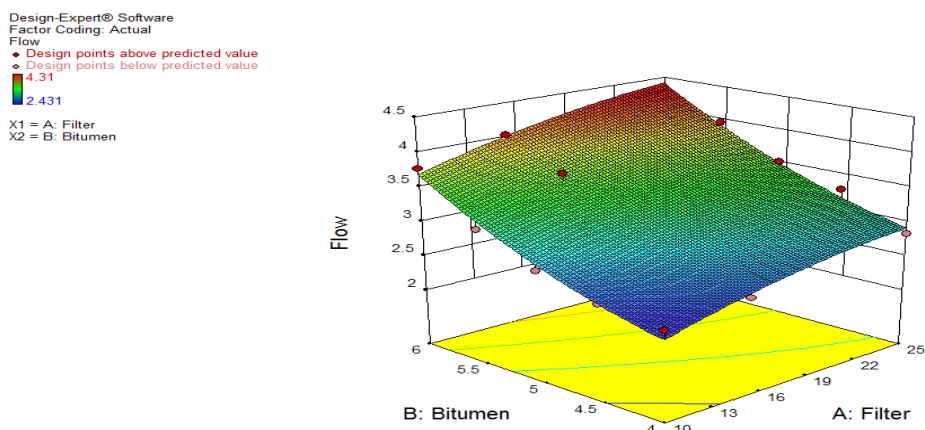 Design-Expert® Software
Factor Coding: Actual
Flow
Design points above predicted value
Design points below predicted value
4.31
2.431
X1 = A: Filter
X2 = B: Bitumen
4.5
4
3.5
3
2.5
2
Flow
6
5.5
5
4.5
4
10
13
16
19
22
25
B: Bitumen
A: Filter